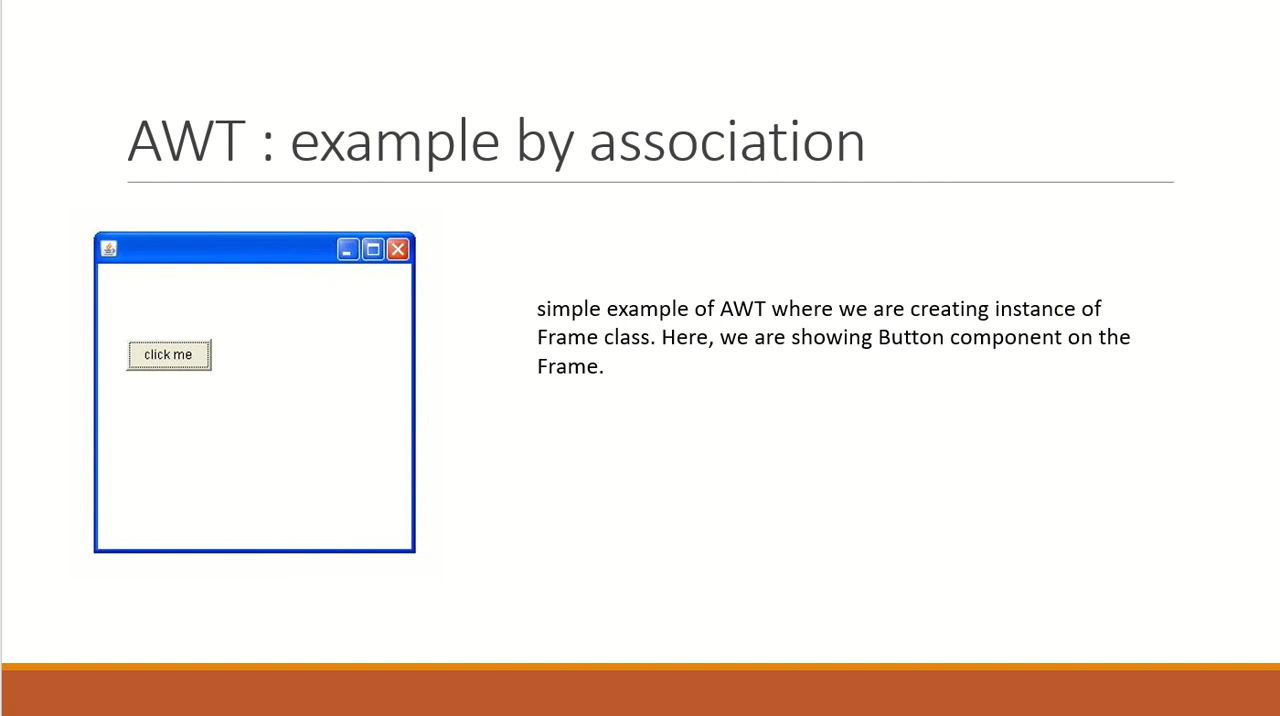 AWT : example by association
click me
simple example of AWT where we are creating instance of
Frame class. Here, we are showing Button component on the
Frame.